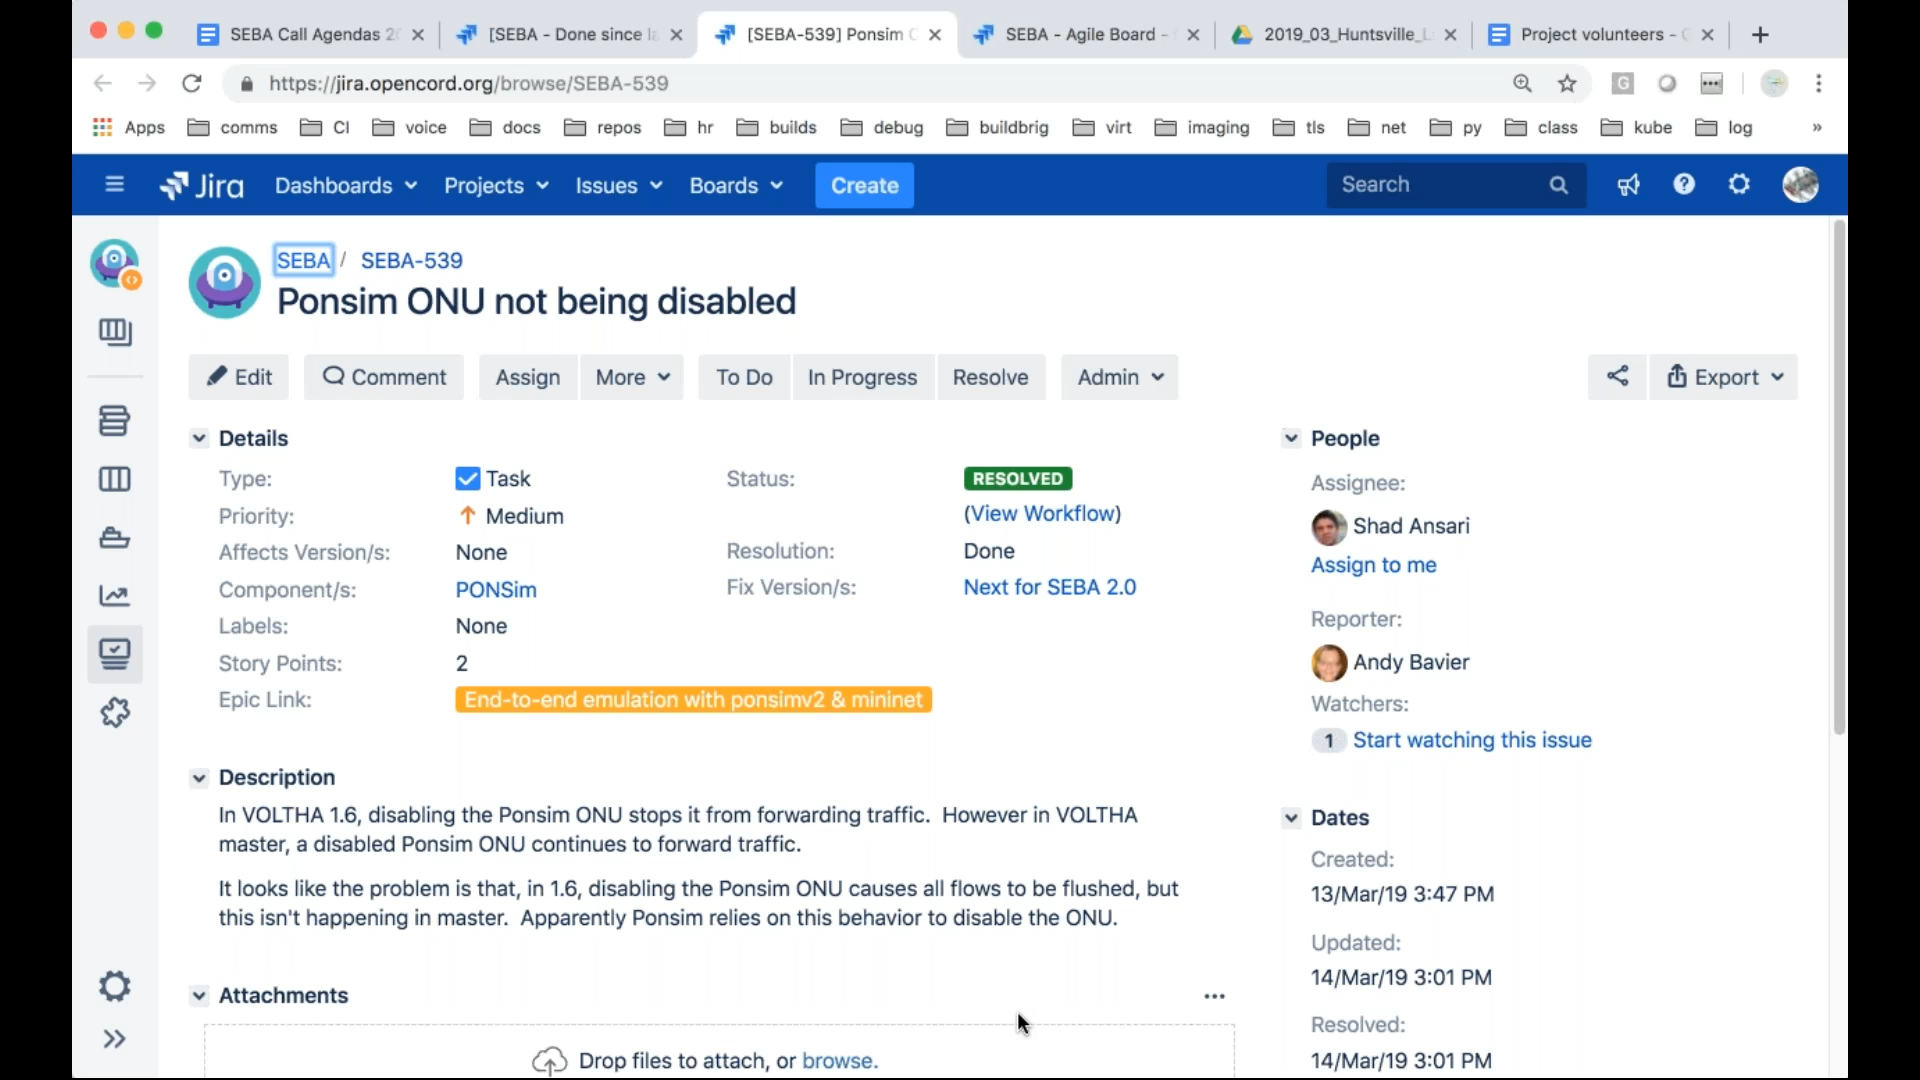 SEBA Call Agendas 2
[SEBA - Done since la
[SEBA-539] Ponsim
SEBA - Agile Board -
2019_03_Huntsville_L
Project volunteers -
https://jira.opencord.org/browse/SEBA-539
Apps
comms
CI
voice
docs
repos
hr
builds
debug
buildbrig
virt
imaging
tls
net
py
class
kube
log
»
Jira
Dashboards
Projects
Issues
Boards
Create
Search
SEBA / SEBA-539
Ponsim ONU not being disabled
Edit
Comment
Assign
More
To Do
In Progress
Resolve
Admin
Export
Details
Type: Task
Status: RESOLVED
(View Workflow)
Priority: Medium
Affects Version/s: None
Resolution: Done
Component/s: PONSim
Fix Version/s: Next for SEBA 2.0
Labels: None
Story Points: 2
Epic Link: End-to-end emulation with ponsimv2 & mininet
Description
In VOLTHA 1.6, disabling the Ponsim ONU stops it from forwarding traffic. However in VOLTHA
master, a disabled Ponsim ONU continues to forward traffic.
It looks like the problem is that, in 1.6, disabling the Ponsim ONU causes all flows to be flushed, but
this isn't happening in master. Apparently Ponsim relies on this behavior to disable the ONU.
Attachments
Drop files to attach, or browse.
People
Assignee:
Shad Ansari
Assign to me
Reporter:
Andy Bavier
Watchers:
1 Start watching this issue
Dates
Created:
13/Mar/19 3:47 PM
Updated:
14/Mar/19 3:01 PM
Resolved:
14/Mar/19 3:01 PM